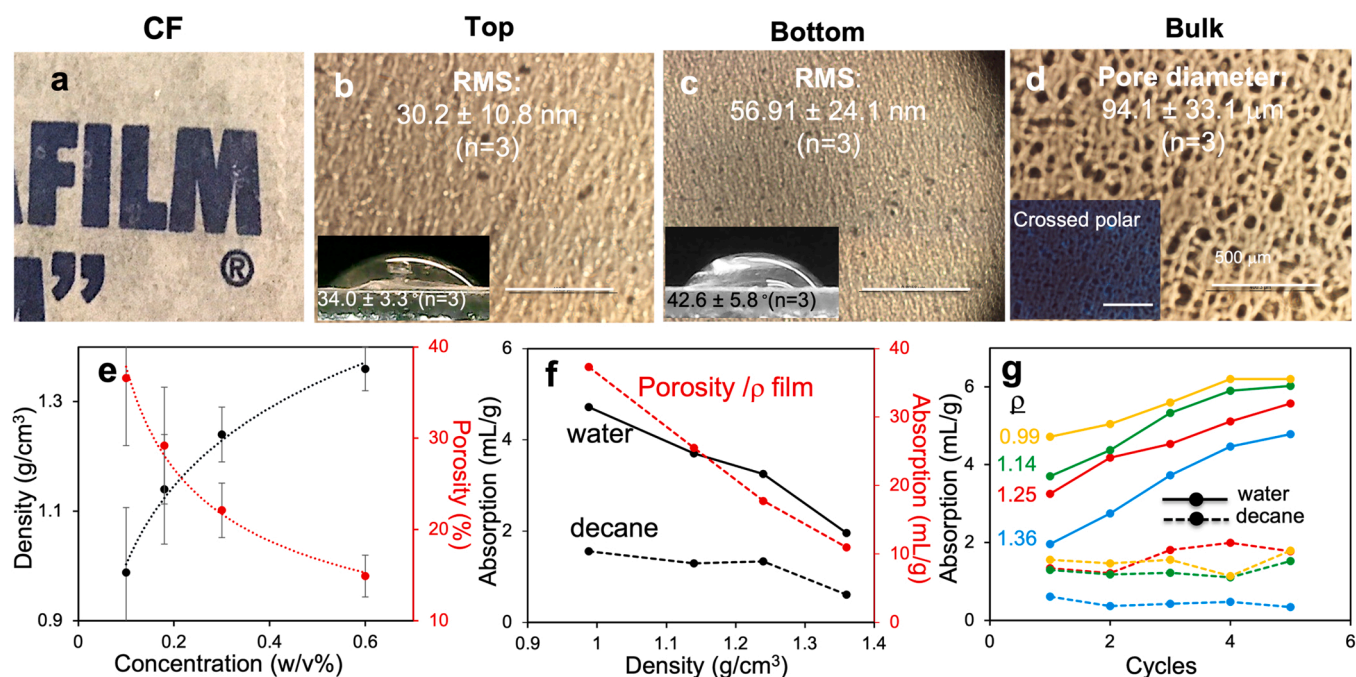 CF
Top
Bottom
Bulk
a
AFILM
®
”
b
RMS:
30.2 ± 10.8 nm
(n=3)
34.0 ± 3.3 °(n=3)
c
RMS:
56.91 ± 24.1 nm
(n=3)
42.6 ± 5.8 °(n=3)
d
Pore diameter:
94.1 ± 33.1 μm
(n=3)
Crossed polar
500 μm
e
Density (g/cm³)
1.3
1.1
0.9
0
0.2
0.4
0.6
Concentration (w/v%)
40
30
20
10
Porosity (%)
f
Absorption (mL/g)
6
4
2
0
Porosity /ρ film
water
decane
0.9
1
1.1
1.2
1.3
1.4
Density (g/cm³)
40
30
20
10
0
Absorption (mL/g)
g
ρ
0.99
1.14
1.25
1.36
water
decane
Absorption (mL/g)
6
4
2
0
0
2
4
6
Cycles